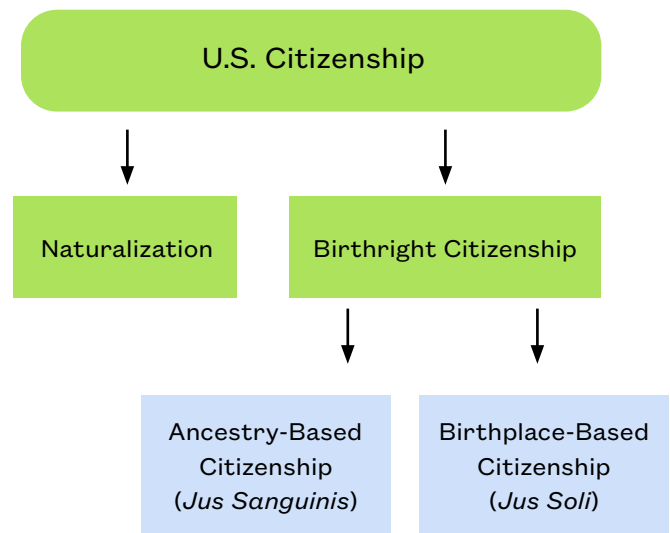 U.S. Citizenship
Naturalization
Birthright Citizenship
Ancestry-Based
Citizenship
(Jus Sanguinis)
Birthplace-Based
Citizenship
(Jus Soli)